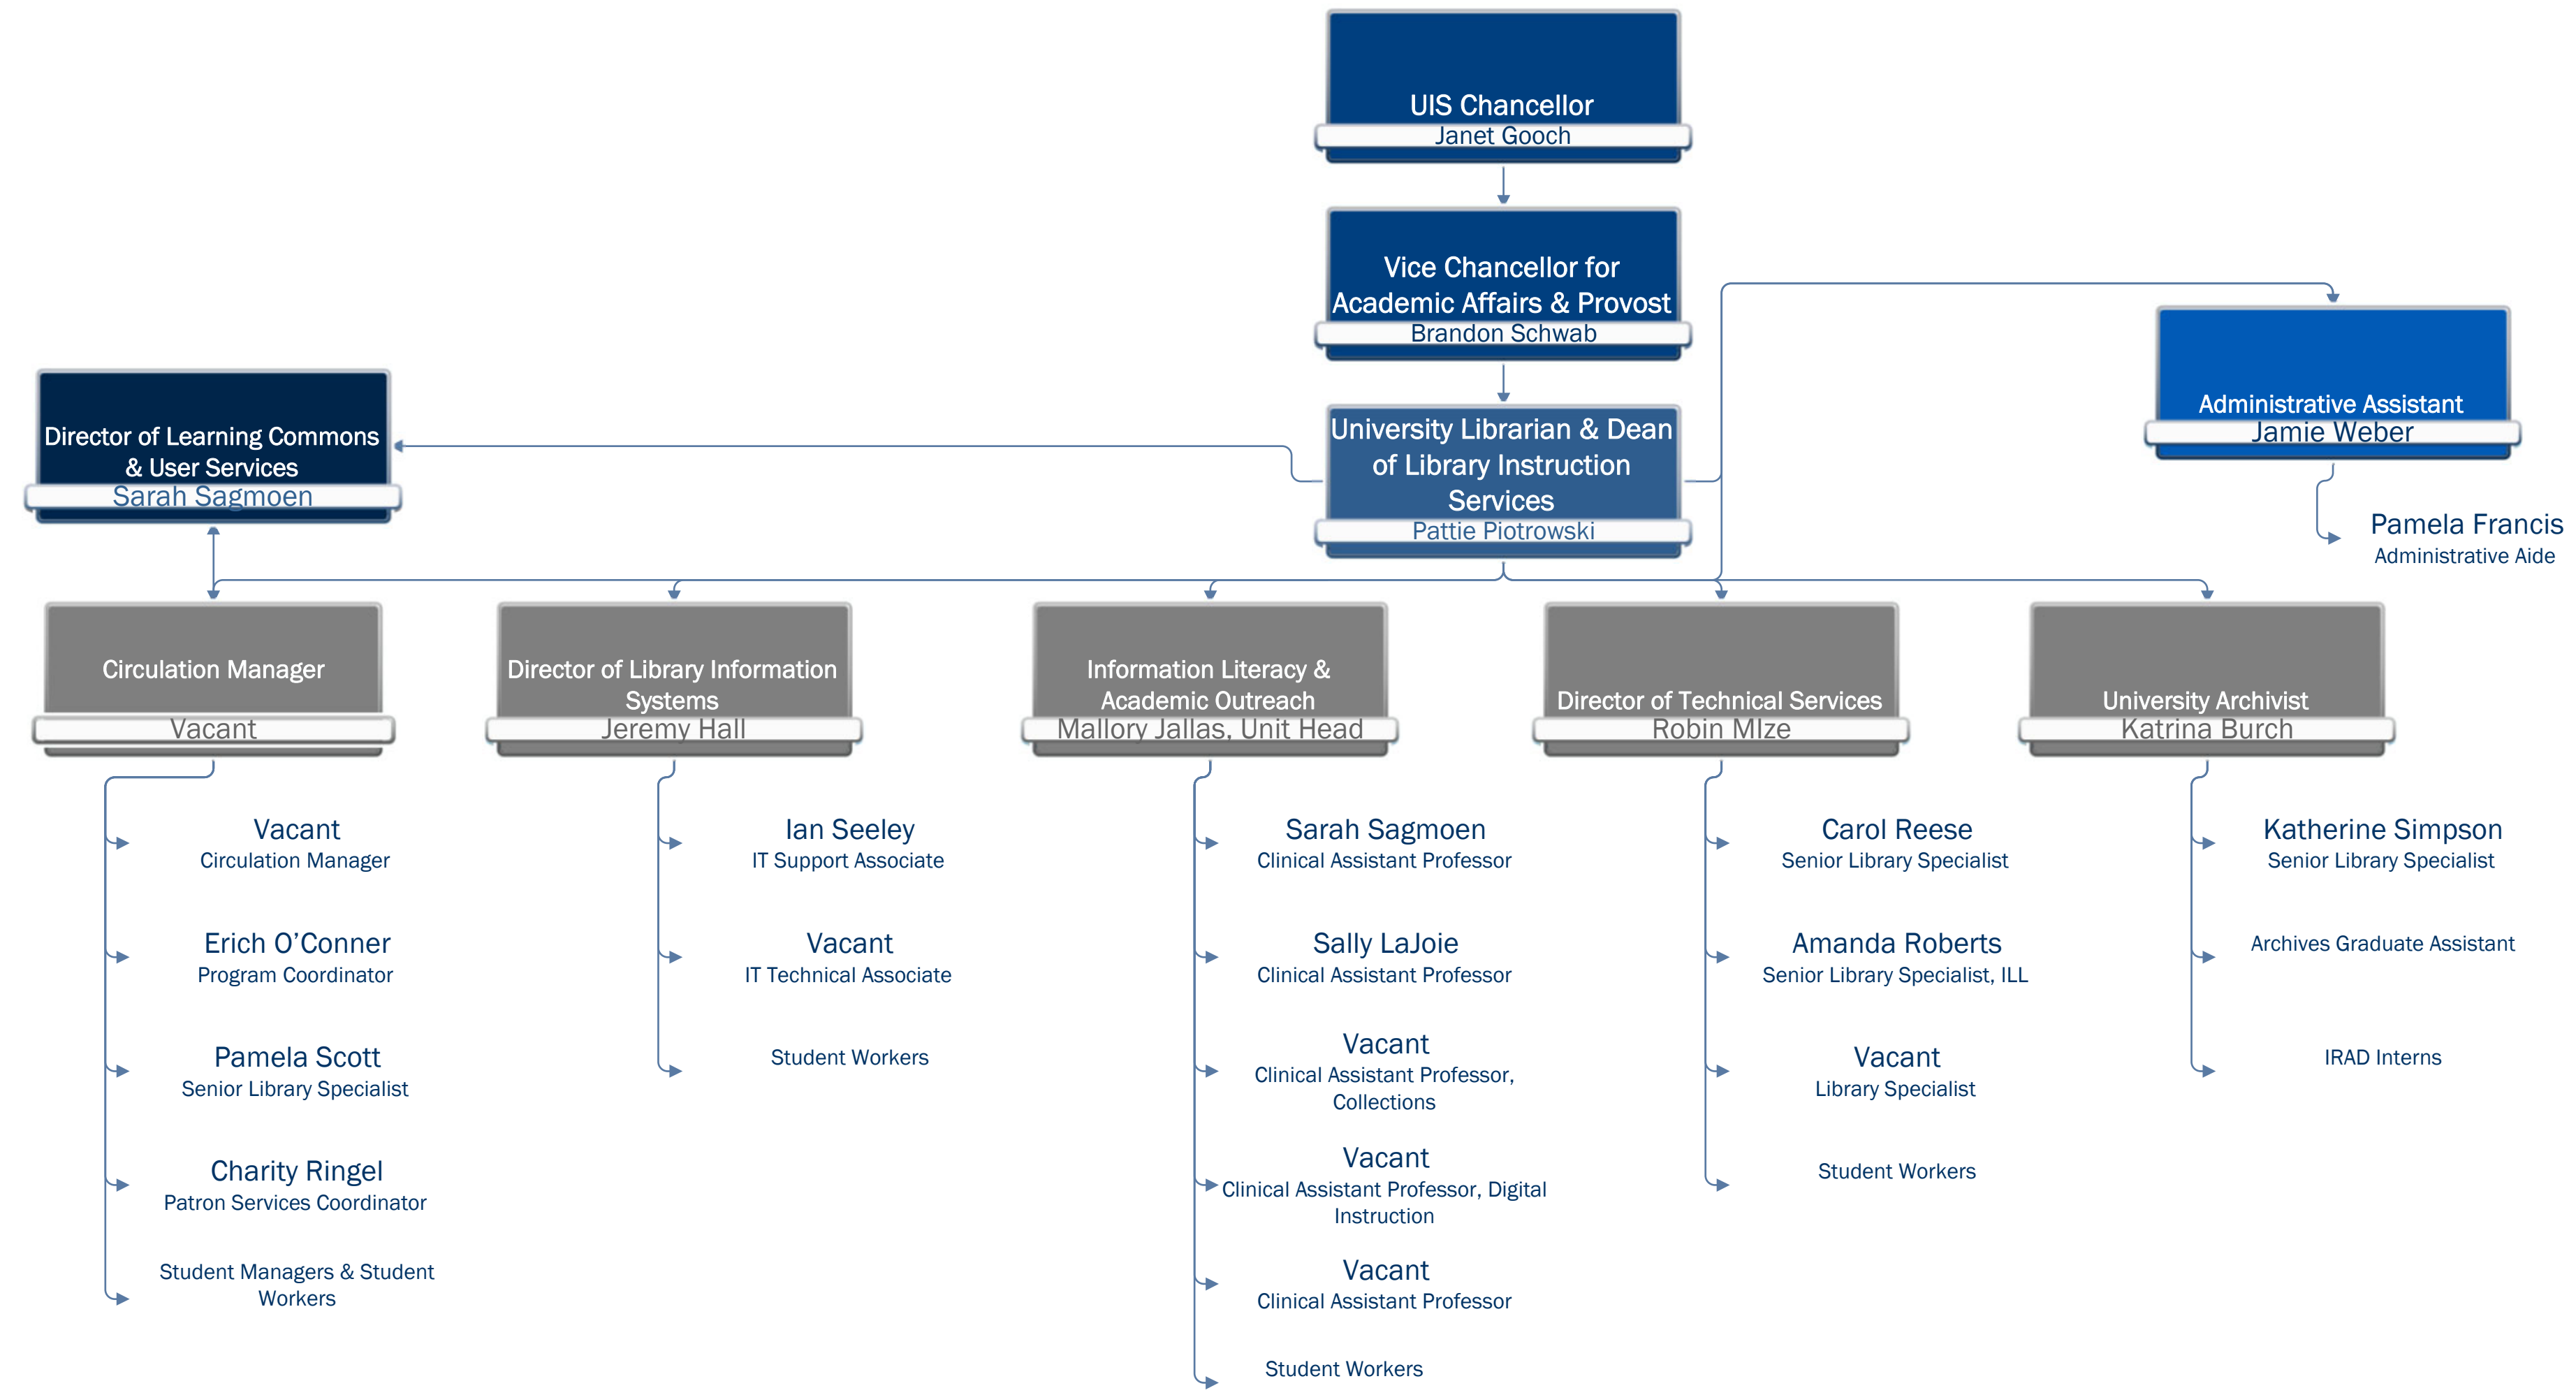 UIS Chancellor
Janet Gooch
Vice Chancellor for
Academic Affairs & Provost
Brandon Schwab
Director of Learning Commons
& User Services
Sarah Sagmoen
University Librarian & Dean
of Library Instruction
Services
Pattie Piotrowski
Administrative Assistant
Jamie Weber
Pamela Francis
Administrative Aide
Circulation Manager
Vacant
Vacant
Circulation Manager
Erich O’Conner
Program Coordinator
Pamela Scott
Senior Library Specialist
Charity Ringel
Patron Services Coordinator
Student Managers & Student
Workers
Director of Library Information
Systems
Jeremy Hall
Ian Seeley
IT Support Associate
Vacant
IT Technical Associate
Student Workers
Information Literacy &
Academic Outreach
Mallory Jallas, Unit Head
Sarah Sagmoen
Clinical Assistant Professor
Sally LaJoie
Clinical Assistant Professor
Vacant
Clinical Assistant Professor,
Collections
Vacant
Clinical Assistant Professor, Digital
Instruction
Vacant
Clinical Assistant Professor
Student Workers
Director of Technical Services
Robin MIze
Carol Reese
Senior Library Specialist
Amanda Roberts
Senior Library Specialist, ILL
Vacant
Library Specialist
Student Workers
University Archivist
Katrina Burch
Katherine Simpson
Senior Library Specialist
Archives Graduate Assistant
IRAD Interns